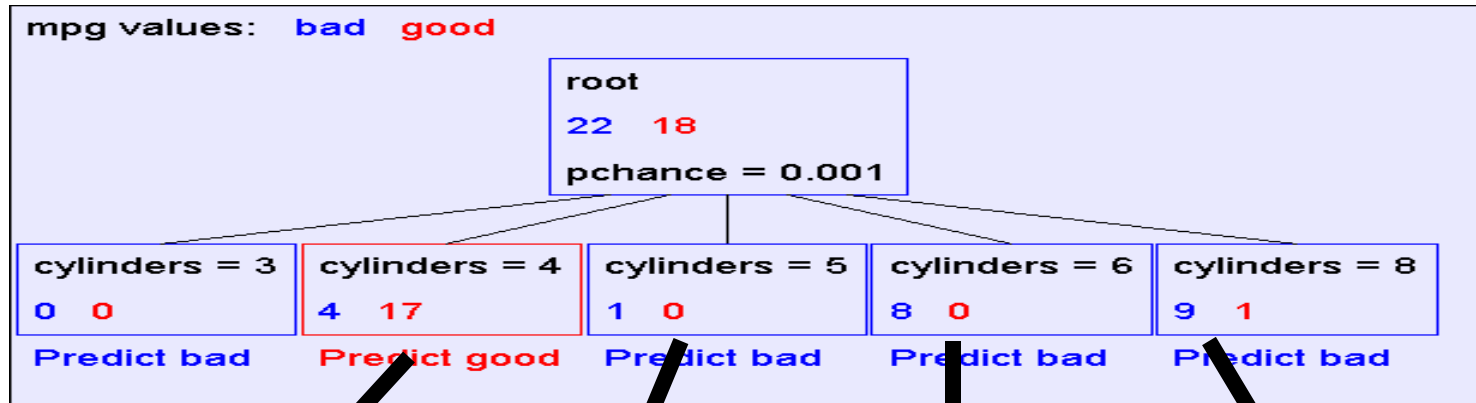 mpg values: bad good
root
22 18
pchance = 0.001
cylinders = 3
0 0
Predict bad
cylinders = 4
4 17
Predict good
cylinders = 5
1 0
Predict bad
cylinders = 6
8 0
Predict bad
cylinders = 8
9 1
Predict bad